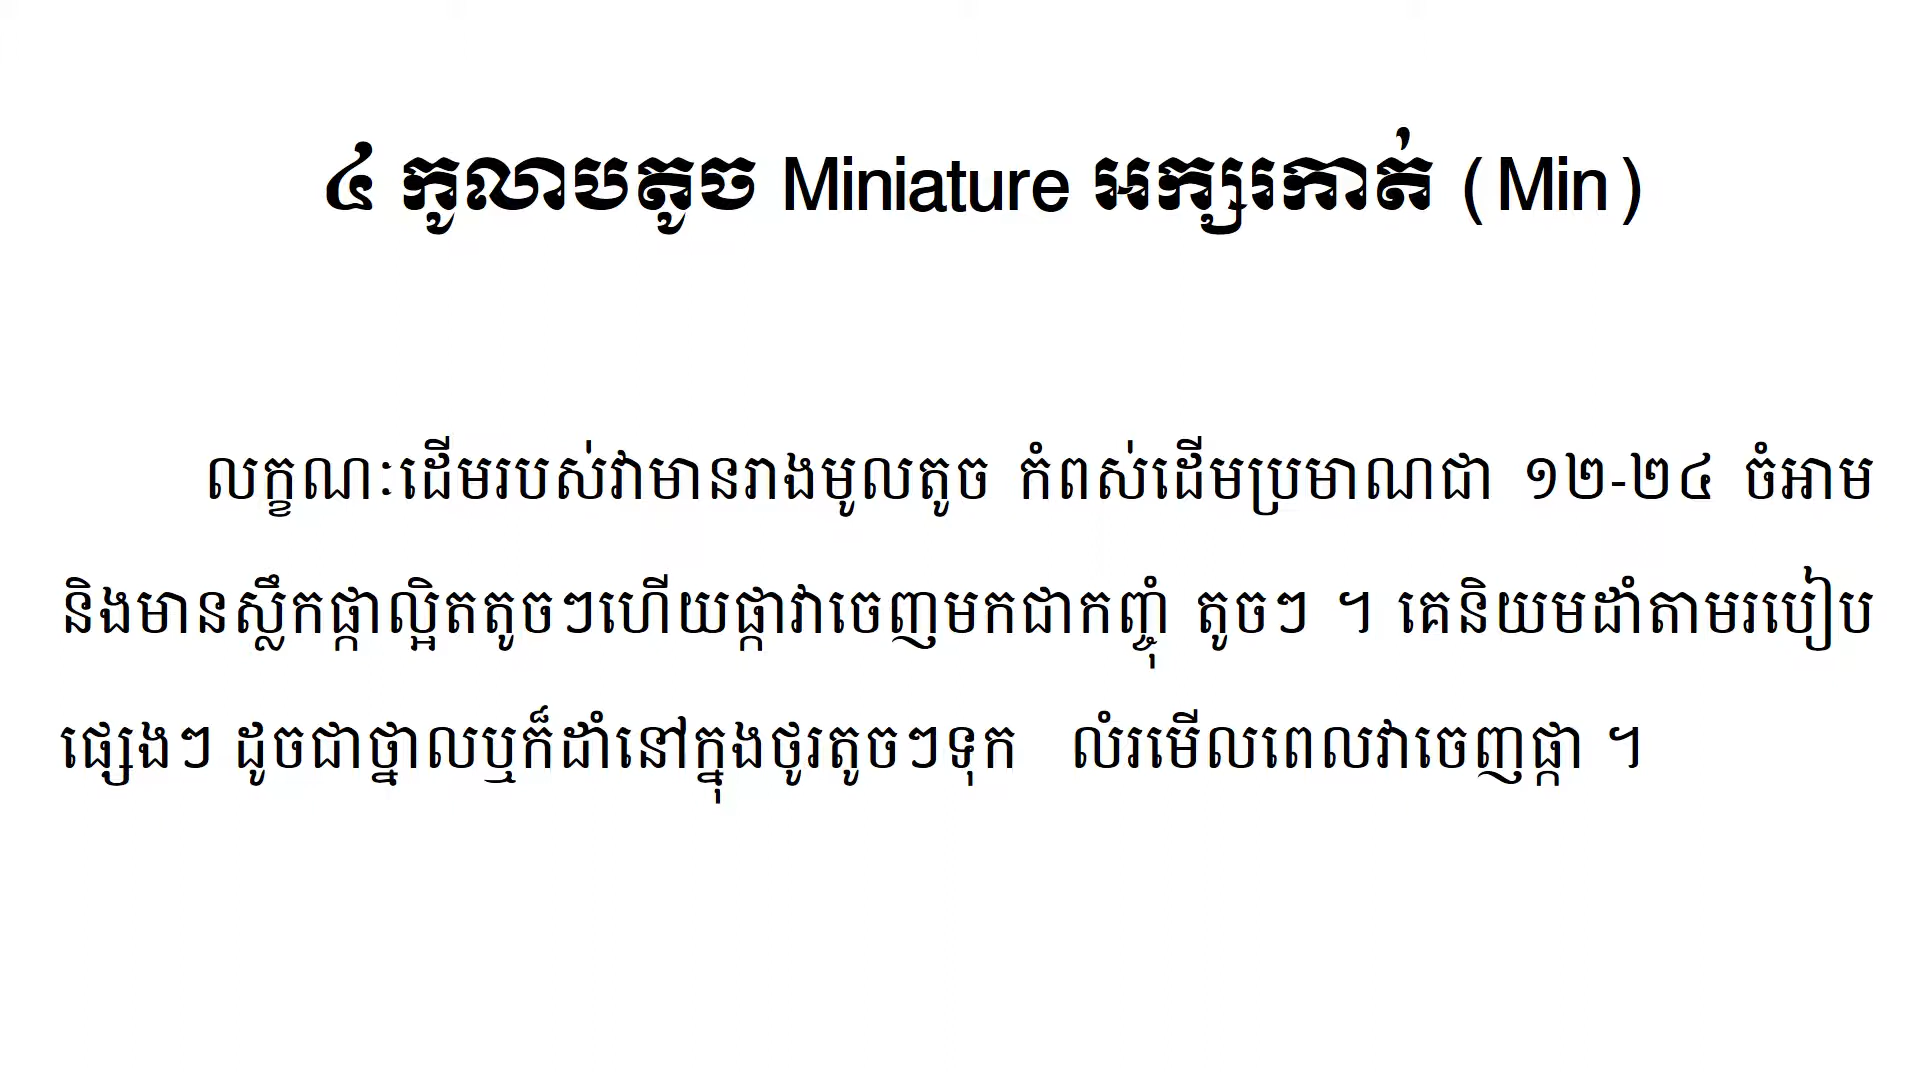 ៤ កូលាបតូច Miniature អក្សរកាត់ (Min)
លក្ខណៈដើមរបស់វាមានរាងមូលតូច កំពស់ដើមប្រមាណជា ១២-២៤ ចំអាម
និងមានស្លឹកផ្កាល្អិតតូចៗហើយផ្កាវាចេញមកជាកញ្ចុំ តូចៗ ។ គេនិយមដាំតាមរបៀប
ផ្សេងៗ ដូចជាថ្នាលឬក៏ដាំនៅក្នុងថូរតូចៗទុក លំរមើលពេលវាចេញផ្កា ។